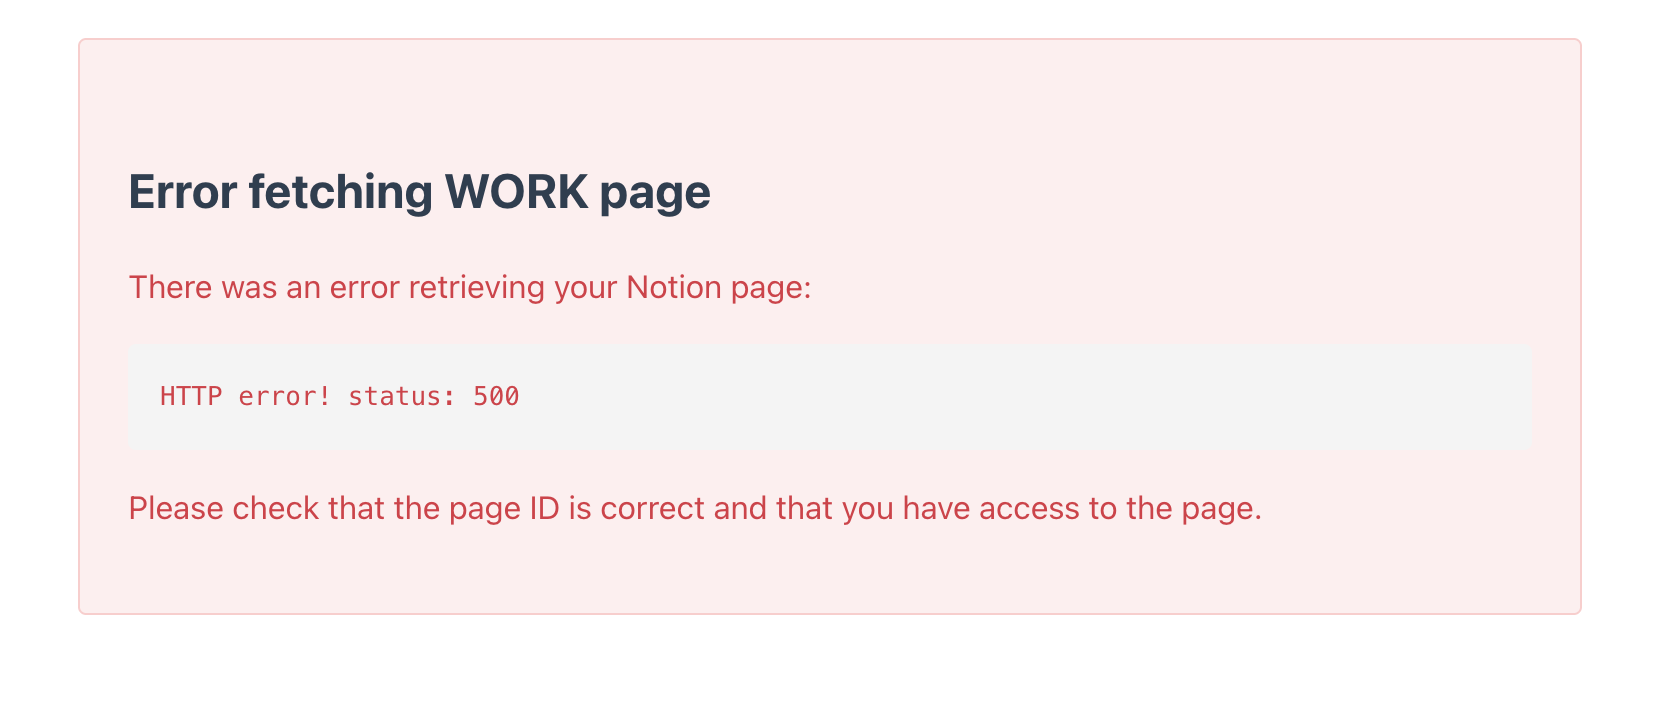 Error fetching WORK page
There was an error retrieving your Notion page:
HTTP error! status: 500
Please check that the page ID is correct and that you have access to the page.